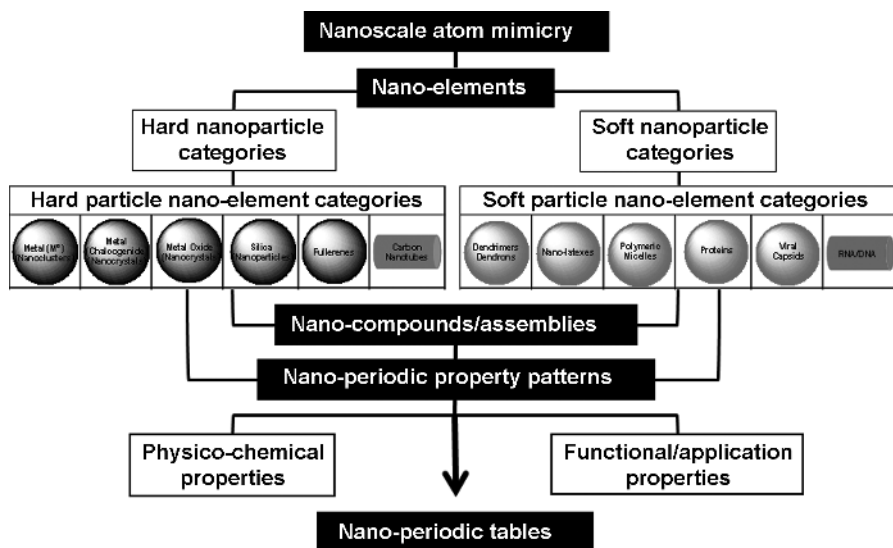 Nanoscale atom mimicry
Nano-elements
Hard nanoparticle
categories
Soft nanoparticle
categories
Hard particle nano-element categories
Metal (M°)
(Nanoclusters)
Metal
Chalcogenide
(Nanocrystals)
Metal Oxide
(Nanocrystals)
Silica
Nanoparticles
Fullerenes
Carbon
Nanotubes
Soft particle nano-element categories
Dendrimers
Dendrons
Nano-latexes
Polymeric
Micelles
Proteins
Viral
Capsids
RNA/DNA
Nano-compounds/assemblies
Nano-periodic property patterns
Physico-chemical
properties
Functional/application
properties
Nano-periodic tables